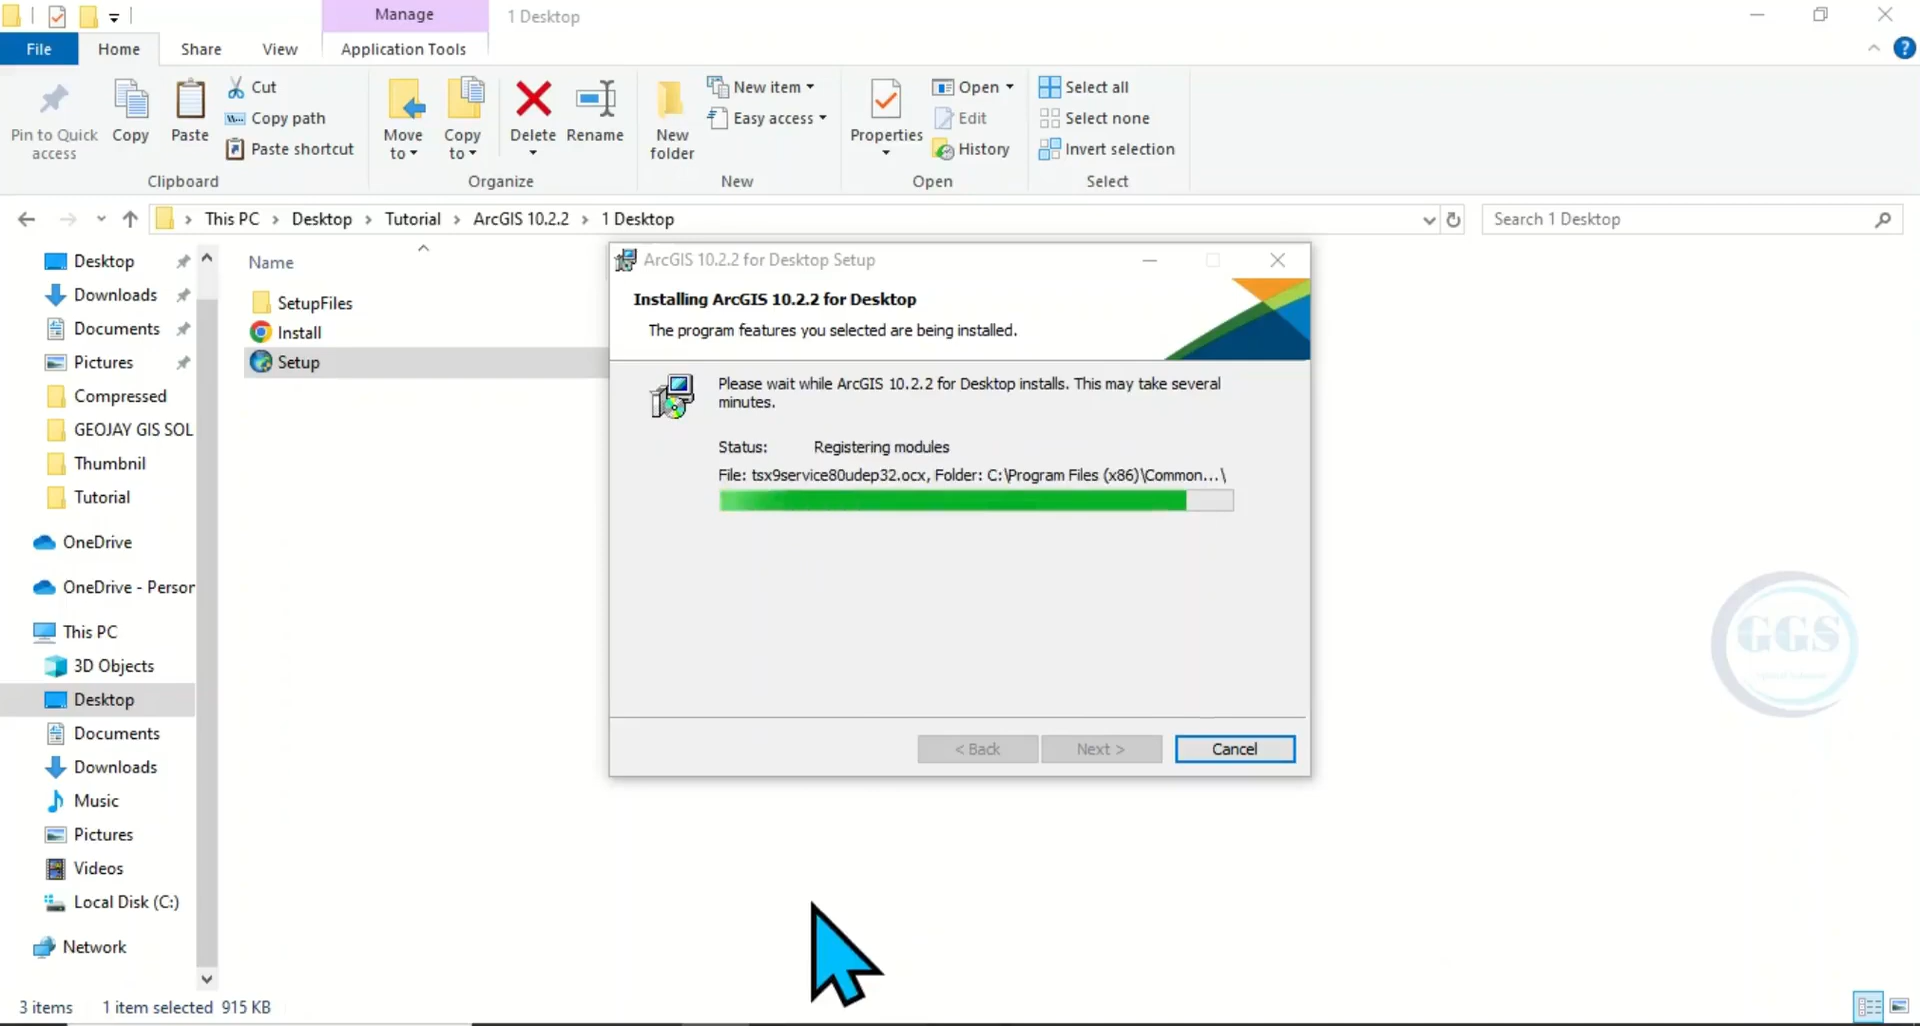 Manage
1 Desktop
File
Home
Share
View
Application Tools
Pin to Quick
access
Copy
Paste
Cut
Copy path
Paste shortcut
Clipboard
Move
to
Copy
to
Delete
Rename
Organize
New
folder
New item
Easy access
New
Properties
Open
Edit
History
Open
Select all
Select none
Invert selection
Select
This PC > Desktop > Tutorial > ArcGIS 10.2.2 > 1 Desktop
Search 1 Desktop
Desktop
Downloads
Documents
Pictures
Compressed
GEOJAY GIS SOL
Thumbnil
Tutorial
OneDrive
OneDrive - Person
This PC
3D Objects
Desktop
Documents
Downloads
Music
Pictures
Videos
Local Disk (C:)
Network
Name
SetupFiles
Install
Setup
ArcGIS 10.2.2 for Desktop Setup
Installing ArcGIS 10.2.2 for Desktop
The program features you selected are being installed.
Please wait while ArcGIS 10.2.2 for Desktop installs. This may take several
minutes.
Status: Registering modules
File: tsx9service80udep32.ocx, Folder: C:\Program Files (x86)\Common...\
< Back
Next >
Cancel
GGS
3 items 1 item selected 915 KB